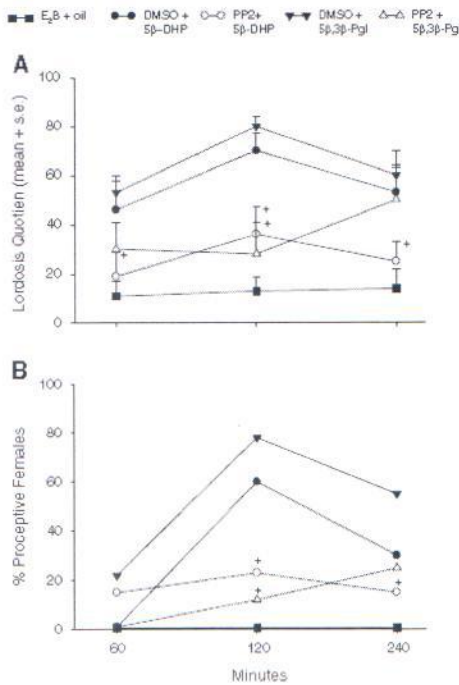 E₂B + oil DMSO + 5β-DHP PP2+ 5β-DHP DMSO + 5β,3β-Pgl PP2 + 5β,3β-Pg
A
Lordosis Quotien (mean + s.e.)
100
80
60
40
20
0
+
+
+
+
B
% Proceptive Females
100
80
60
40
20
0
+
+
+
60 120 240
Minutes